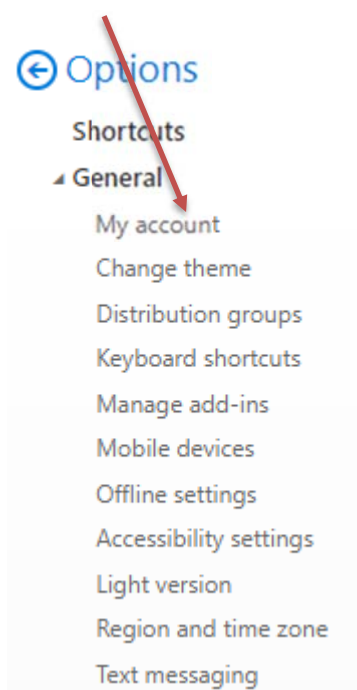 Options
Shortcuts
General
My account
Change theme
Distribution groups
Keyboard shortcuts
Manage add-ins
Mobile devices
Offline settings
Accessibility settings
Light version
Region and time zone
Text messaging